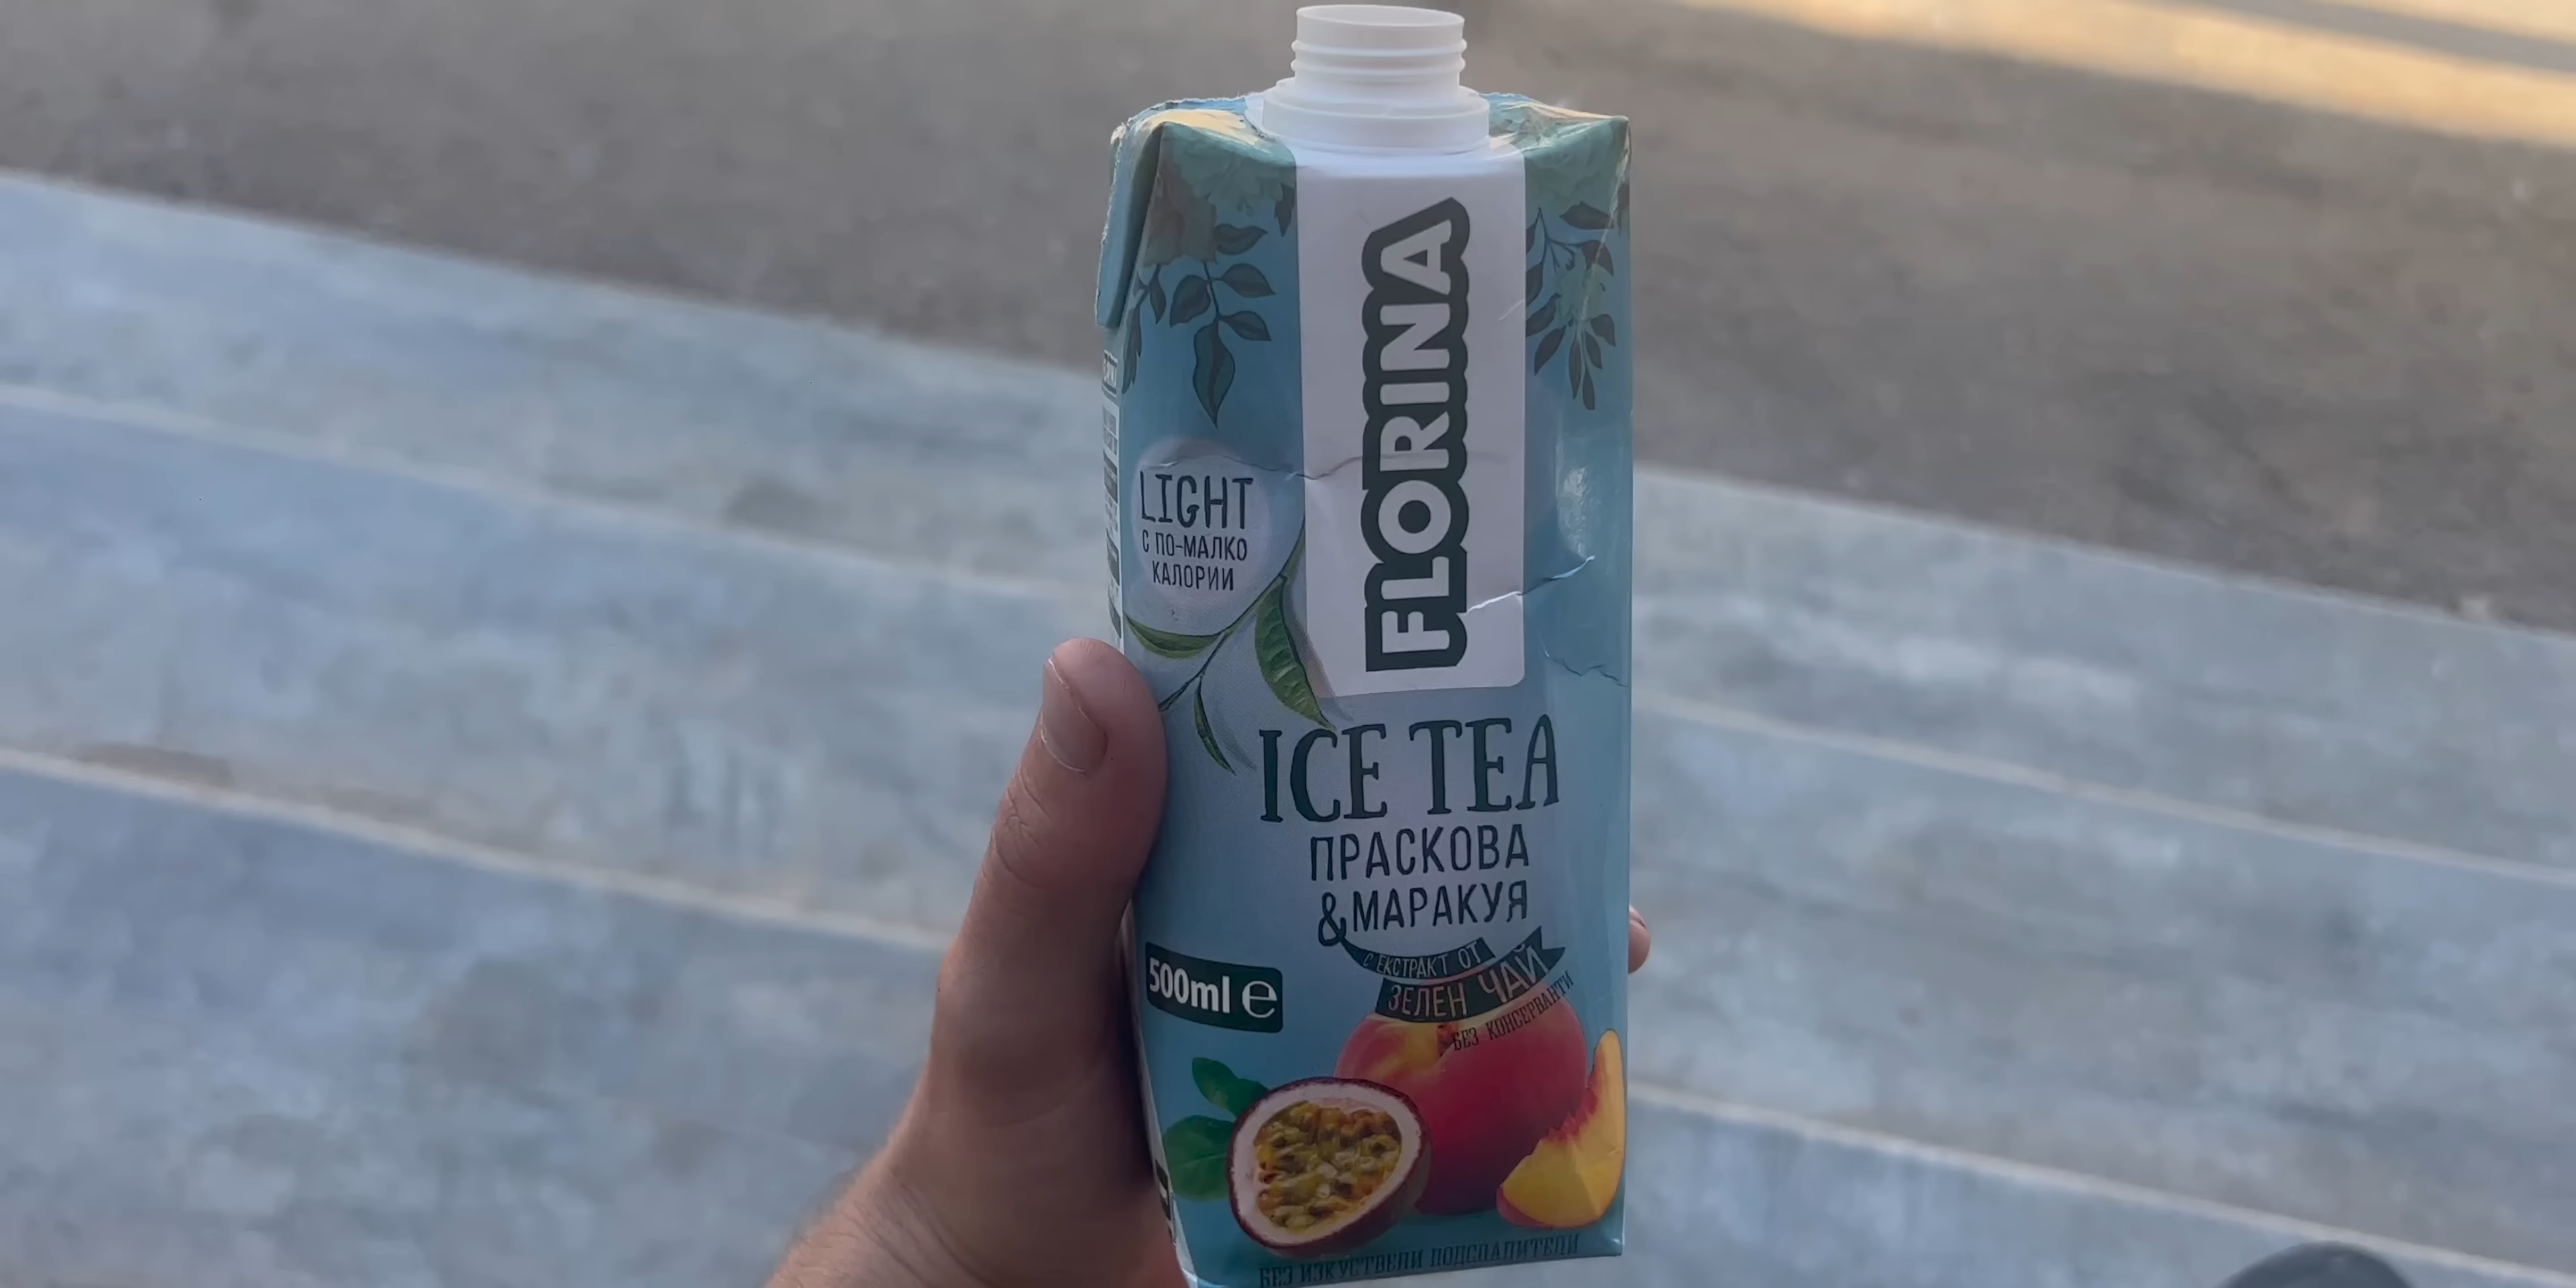 FLORINA
LIGHT
С ПО-МАЛКО
КАЛОРИИ
ICE TEA
ПРАСКОВА
&МАРАКУЯ
С ЕКСТРАКТ ОТ
ЗЕЛЕН ЧАЙ
БЕЗ КОНСЕРВАНТИ
500ml e
БЕЗ ИЗКУСТВЕНИ ПОДСЛАДИТЕЛИ